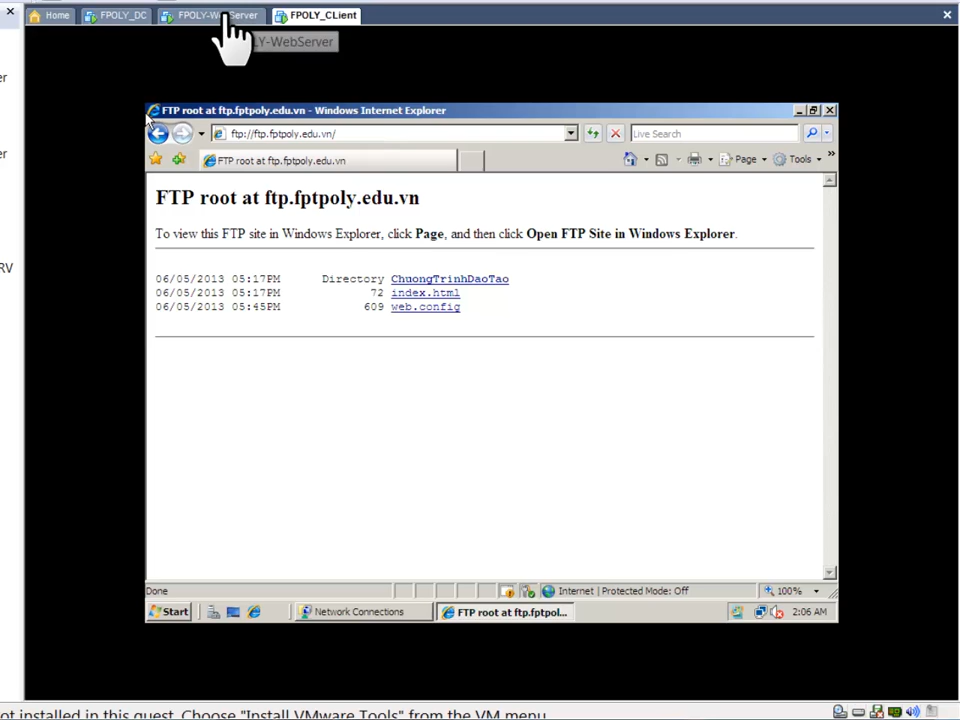 Home FPOLY_DC FPOLY-WebServer FPOLY_CLient
LY-WebServer
er
FTP root at ftp.fptpoly.edu.vn - Windows Internet Explorer
ftp://ftp.fptpoly.edu.vn/ Live Search
er
FTP root at ftp.fptpoly.edu.vn Page Tools »
FTP root at ftp.fptpoly.edu.vn
To view this FTP site in Windows Explorer, click Page, and then click Open FTP Site in Windows Explorer.
RV
06/05/2013 05:17PM Directory ChuongTrinhDaoTao
06/05/2013 05:17PM 72 index.html
06/05/2013 05:45PM 609 web.config
Done Internet | Protected Mode: Off 100%
Start Network Connections FTP root at ftp.fptpol... 2:06 AM
ot installed in this guest. Choose "Install VMware Tools" from the VM menu.